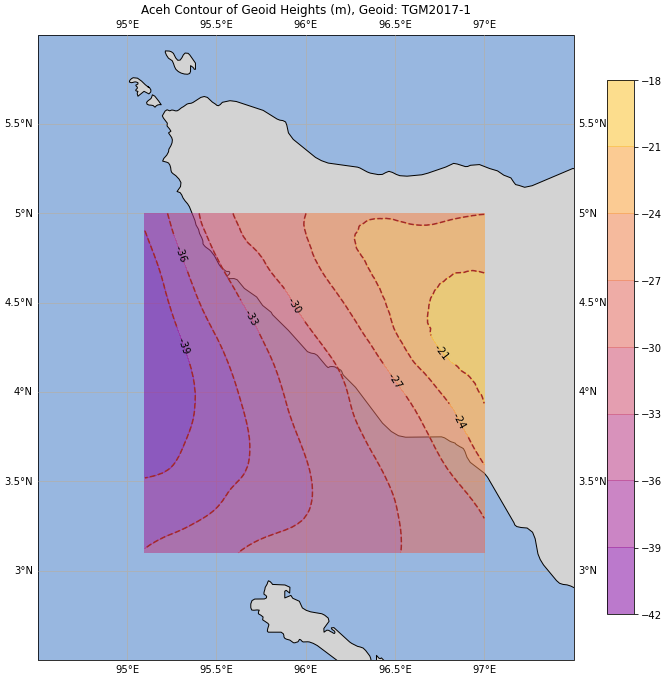 Aceh Contour of Geoid Heights (m), Geoid: TGM2017-1
95°E 95.5°E 96°E 96.5°E 97°E
5.5°N 5.5°N
5°N 5°N
4.5°N 4.5°N
4°N 4°N
3.5°N 3.5°N
3°N 3°N
95°E 95.5°E 96°E 96.5°E 97°E
-36
-30
-33
-39
-21
-27
-24
−18
−21
−24
−27
−30
−33
−36
−39
−42